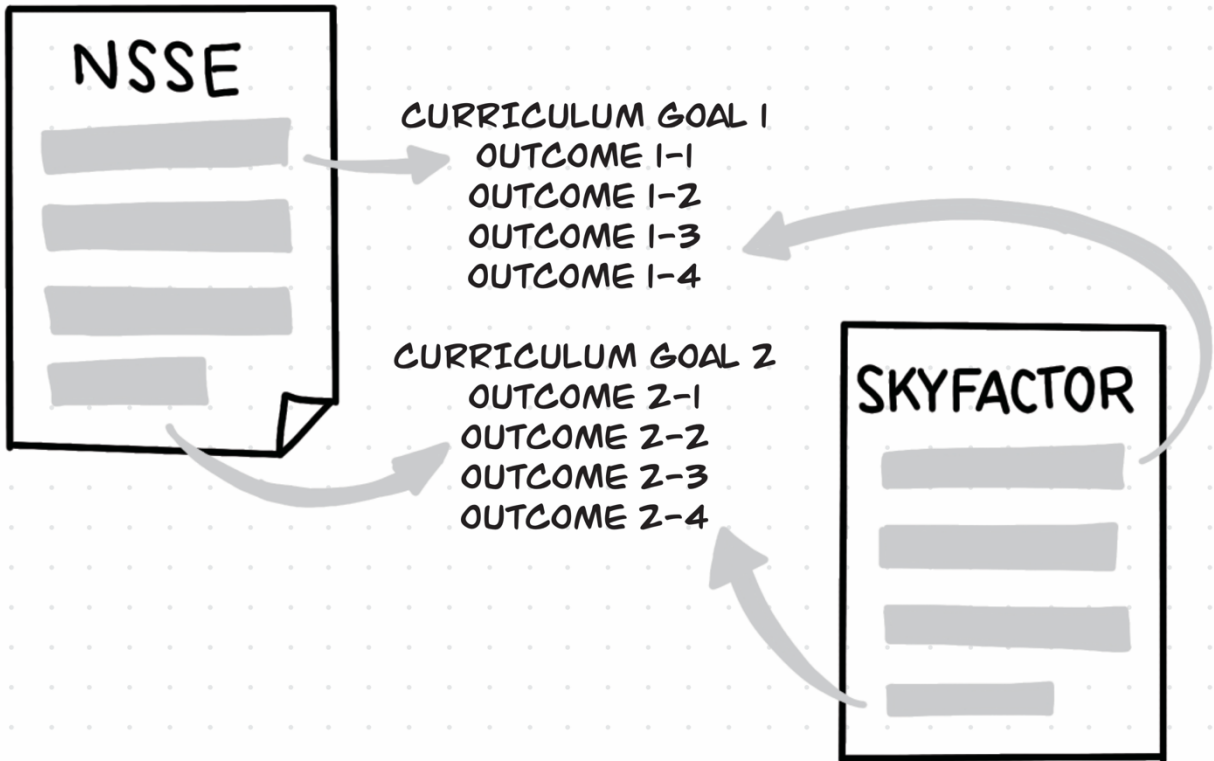 NSSE
CURRICULUM GOAL 1
OUTCOME 1-1
OUTCOME 1-2
OUTCOME 1-3
OUTCOME 1-4
CURRICULUM GOAL 2
OUTCOME 2-1
OUTCOME 2-2
OUTCOME 2-3
OUTCOME 2-4
SKYFACTOR